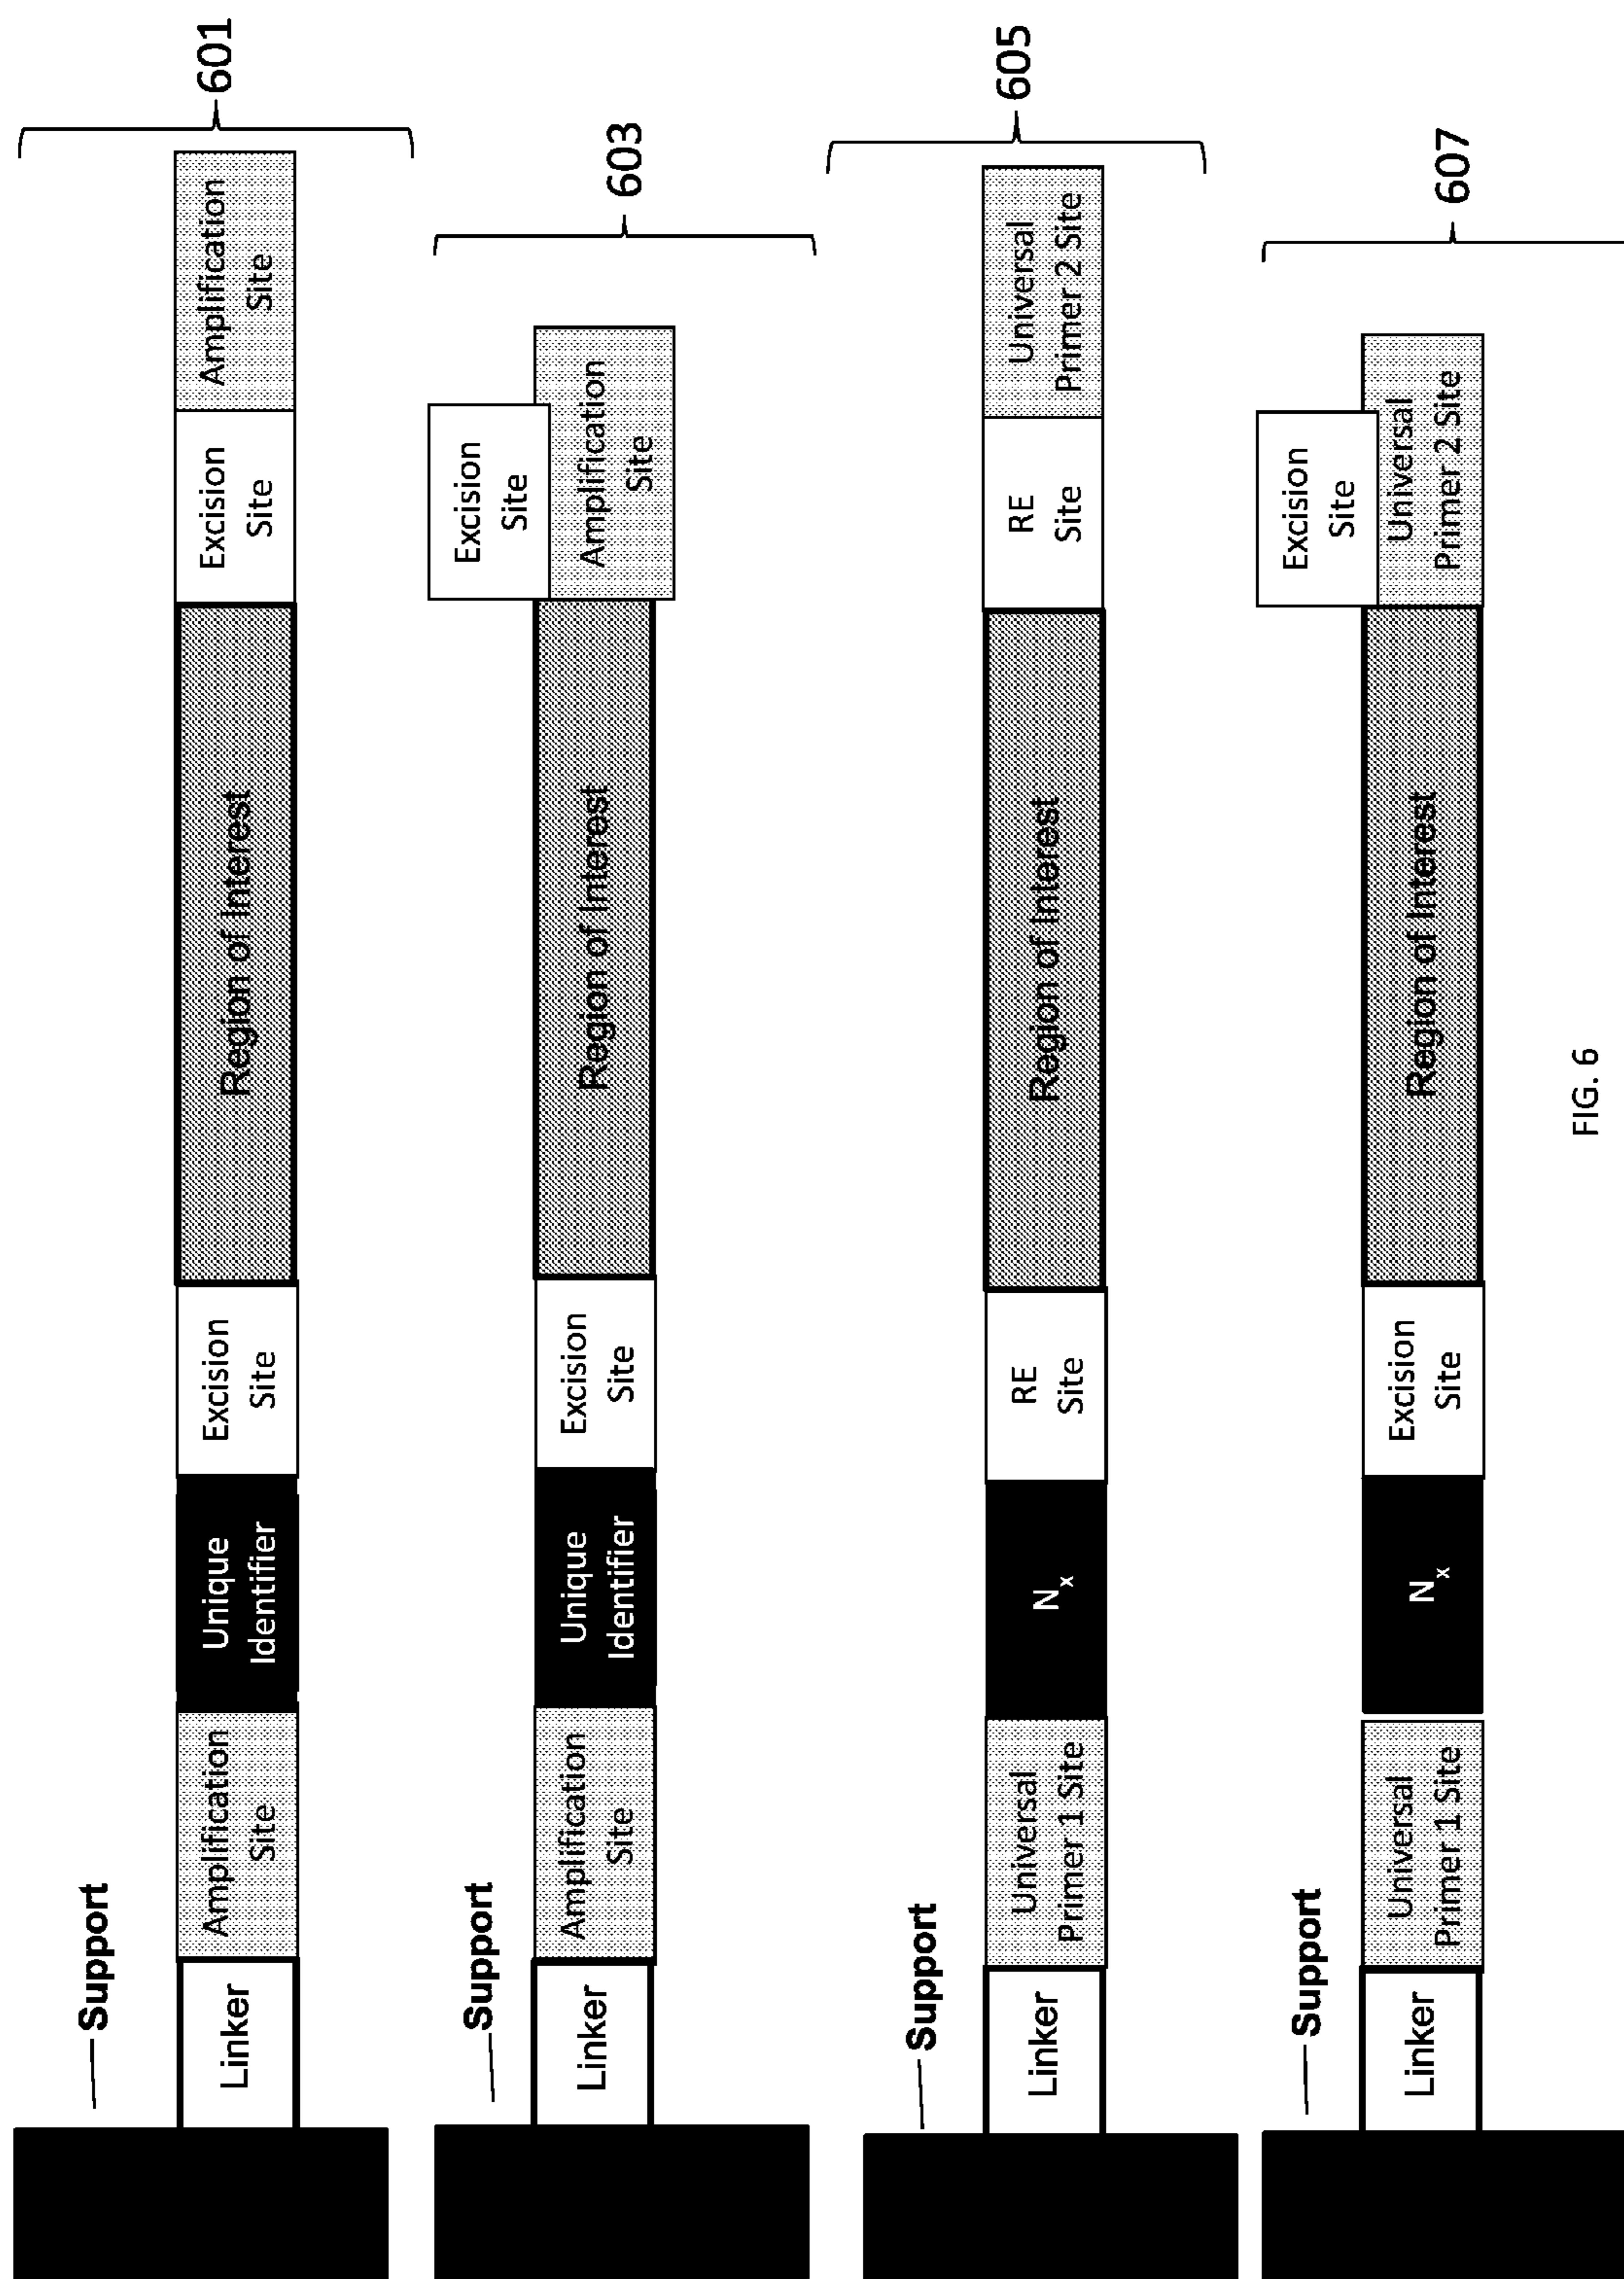 Support
Linker
Amplification
Site
Unique
Identifier
Excision
Site
Region of Interest
Excision
Site
Amplification
Site
601
Support
Linker
Amplification
Site
Unique
Identifier
Excision
Site
Region of Interest
Excision
Site
Amplification
Site
603
Support
Linker
Universal
Primer 1 Site
Nx
RE
Site
Region of Interest
RE
Site
Universal
Primer 2 Site
605
Support
Linker
Universal
Primer 1 Site
Nx
Excision
Site
Region of Interest
Excision
Site
Universal
Primer 2 Site
607
FIG. 6